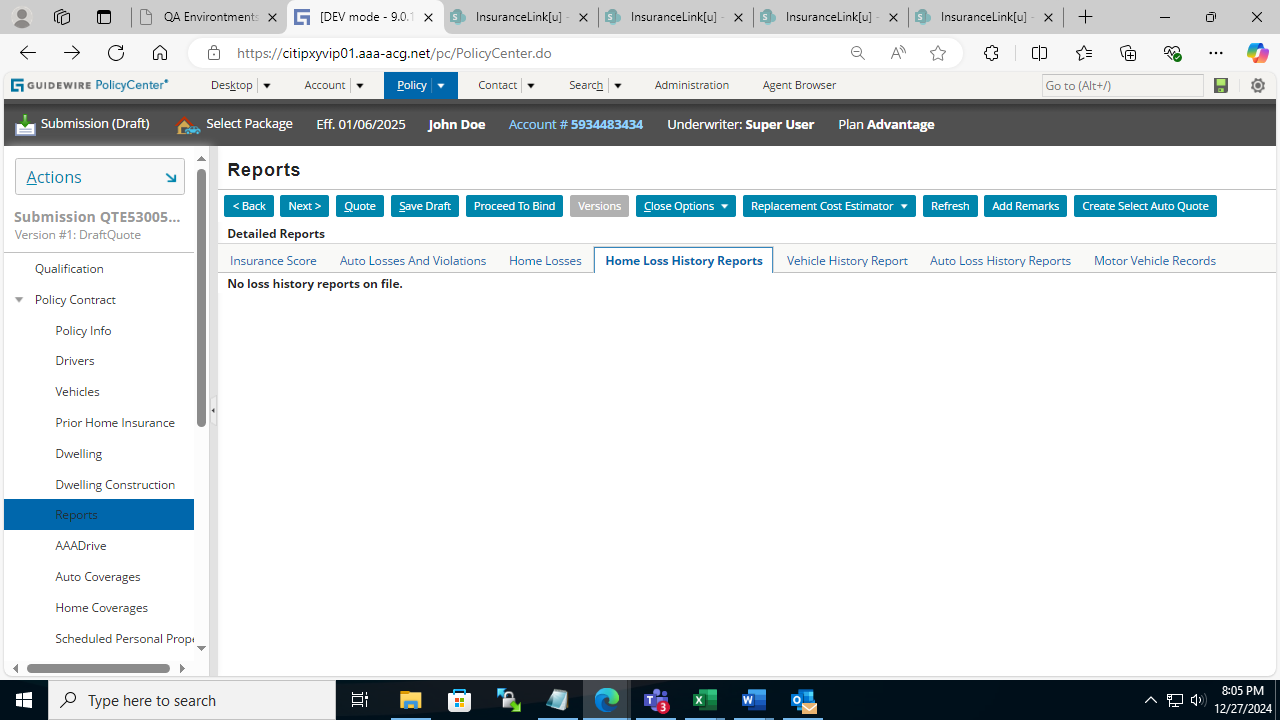 QA Environtments
[DEV mode - 9.0.1
InsuranceLink[u] -
InsuranceLink[u] -
InsuranceLink[u] -
InsuranceLink[u] -
https://citipxyvip01.aaa-acg.net/pc/PolicyCenter.do
GUIDEWIRE PolicyCenter®
Desktop
Account
Policy
Contact
Search
Administration
Agent Browser
Go to (Alt+/)
Submission (Draft)
Select Package
Eff. 01/06/2025
John Doe
Account # 5934483434
Underwriter: Super User
Plan Advantage
Actions
Submission QTE53005...
Version #1: DraftQuote
Qualification
Policy Contract
Policy Info
Drivers
Vehicles
Prior Home Insurance
Dwelling
Dwelling Construction
Reports
AAADrive
Auto Coverages
Home Coverages
Scheduled Personal Prope
Reports
< Back
Next >
Quote
Save Draft
Proceed To Bind
Versions
Close Options
Replacement Cost Estimator
Refresh
Add Remarks
Create Select Auto Quote
Detailed Reports
Insurance Score
Auto Losses And Violations
Home Losses
Home Loss History Reports
Vehicle History Report
Auto Loss History Reports
Motor Vehicle Records
No loss history reports on file.
Type here to search
3
8:05 PM
12/27/2024